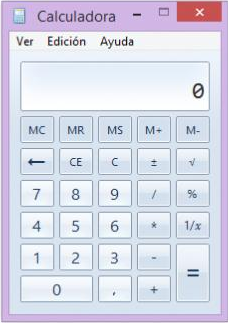 Calculadora
Ver Edición Ayuda
0
MC MR MS M+ M-
← CE C ± √
7 8 9 / %
4 5 6 * 1/x
1 2 3 - =
0 , +